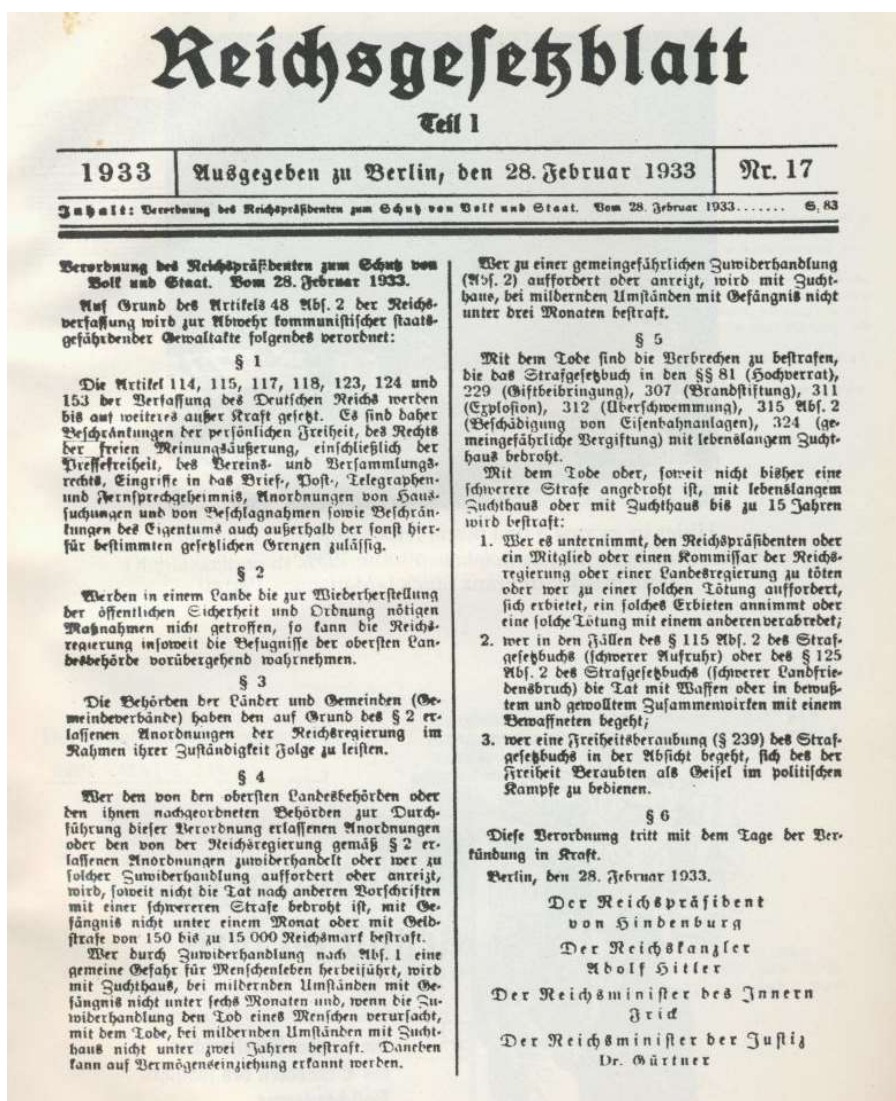 Reichsgesetzblatt
Teil I
1933
Ausgegeben zu Berlin, den 28. Februar 1933
Nr. 17
Inhalt: Verordnung des Reichspräsidenten zum Schutz von Volk und Staat. Vom 28. Februar 1933....... S. 83
Verordnung des Reichspräsidenten zum Schutz von
Volk und Staat. Vom 28. Februar 1933.
Auf Grund des Artikels 48 Abs. 2 der Reichs-
verfassung wird zur Abwehr kommunistischer staats-
gefährdender Gewaltakte folgendes verordnet:
§ 1
Die Artikel 114, 115, 117, 118, 123, 124 und
153 der Verfassung des Deutschen Reichs werden
bis auf weiteres außer Kraft gesetzt. Es sind daher
Beschränkungen der persönlichen Freiheit, des Rechts
der freien Meinungsäußerung, einschließlich der
Pressefreiheit, des Vereins- und Versammlungs-
rechts, Eingriffe in das Brief-, Post-, Telegraphen-
und Fernsprechgeheimnis, Anordnungen von Haus-
suchungen und von Beschlagnahmen sowie Beschrän-
kungen des Eigentums auch außerhalb der sonst hier-
für bestimmten gesetzlichen Grenzen zulässig.
§ 2
Werden in einem Lande die zur Wiederherstellung
der öffentlichen Sicherheit und Ordnung nötigen
Maßnahmen nicht getroffen, so kann die Reichs-
regierung insoweit die Befugnisse der obersten Lan-
desbehörde vorübergehend wahrnehmen.
§ 3
Die Behörden der Länder und Gemeinden (Ge-
meindeverbände) haben den auf Grund des § 2 er-
lassenen Anordnungen der Reichsregierung im
Rahmen ihrer Zuständigkeit Folge zu leisten.
§ 4
Wer den von den obersten Landesbehörden oder
den ihnen nachgeordneten Behörden zur Durch-
führung dieser Verordnung erlassenen Anordnungen
oder den von der Reichsregierung gemäß § 2 er-
lassenen Anordnungen zuwiderhandelt oder wer zu
solcher Zuwiderhandlung auffordert oder anreizt,
wird, soweit nicht die Tat nach anderen Vorschriften
mit einer schwereren Strafe bedroht ist, mit Ge-
fängnis nicht unter einem Monat oder mit Geld-
strafe von 150 bis zu 15 000 Reichsmark bestraft.
Wer durch Zuwiderhandlung nach Abs. 1 eine
gemeine Gefahr für Menschenleben herbeiführt, wird
mit Zuchthaus, bei mildernden Umständen mit Ge-
fängnis nicht unter sechs Monaten und, wenn die Zu-
widerhandlung den Tod eines Menschen verursacht,
mit dem Tode, bei mildernden Umständen mit Zucht-
haus nicht unter zwei Jahren bestraft. Daneben
kann auf Vermögenseinziehung erkannt werden.
Wer zu einer gemeingefährlichen Zuwiderhandlung
(Abs. 2) auffordert oder anreizt, wird mit Zucht-
haus, bei mildernden Umständen mit Gefängnis nicht
unter drei Monaten bestraft.
§ 5
Mit dem Tode sind die Verbrechen zu bestrafen,
die das Strafgesetzbuch in den §§ 81 (Hochverrat),
229 (Giftbeibringung), 307 (Brandstiftung), 311
(Explosion), 312 (Überschwemmung), 315 Abs. 2
(Beschädigung von Eisenbahnanlagen), 324 (ge-
meingefährliche Vergiftung) mit lebenslangem Zucht-
haus bedroht.
Mit dem Tode oder, soweit nicht bisher eine
schwerere Strafe angedroht ist, mit lebenslangem
Zuchthaus oder mit Zuchthaus bis zu 15 Jahren
wird bestraft:
1. Wer es unternimmt, den Reichspräsidenten oder
ein Mitglied oder einen Kommissar der Reichs-
regierung oder einer Landesregierung zu töten
oder wer zu einer solchen Tötung auffordert,
sich erbietet, ein solches Erbieten annimmt oder
eine solche Tötung mit einem anderen verabredet;
2. wer in den Fällen des § 115 Abs. 2 des Straf-
gesetzbuchs (schwerer Aufruhr) oder des § 125
Abs. 2 des Strafgesetzbuchs (schwerer Landfrie-
densbruch) die Tat mit Waffen oder in bewuß-
tem und gewolltem Zusammenwirken mit einem
Bewaffneten begeht;
3. wer eine Freiheitsberaubung (§ 239) des Straf-
gesetzbuchs in der Absicht begeht, sich des der
Freiheit Beraubten als Geisel im politischen
Kampfe zu bedienen.
§ 6
Diese Verordnung tritt mit dem Tage der Ver-
kündung in Kraft.
Berlin, den 28. Februar 1933.
Der Reichspräsident
von Hindenburg
Der Reichskanzler
Adolf Hitler
Der Reichsminister des Innern
Frick
Der Reichsminister der Justiz
Dr. Gürtner